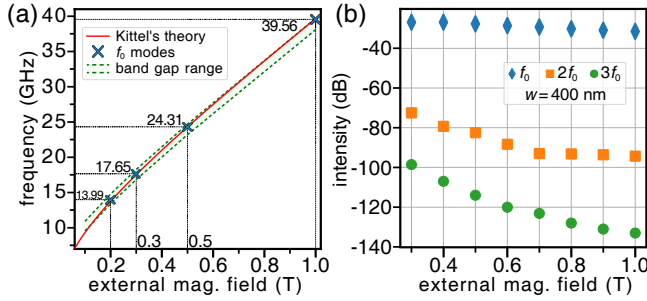 (a)
40
35
30
25
20
15
10
frequency (GHz)
Kittel's theory
f₀ modes
band gap range
39.56
24.31
17.65
13.99
0.3
0.5
0.2
0.4
0.6
0.8
1.0
external mag. field (T)
(b)
-20
-40
-60
-80
-100
-120
-140
intensity (dB)
f₀ 2f₀ 3f₀
w = 400 nm
0.4
0.6
0.8
1.0
external mag. field (T)